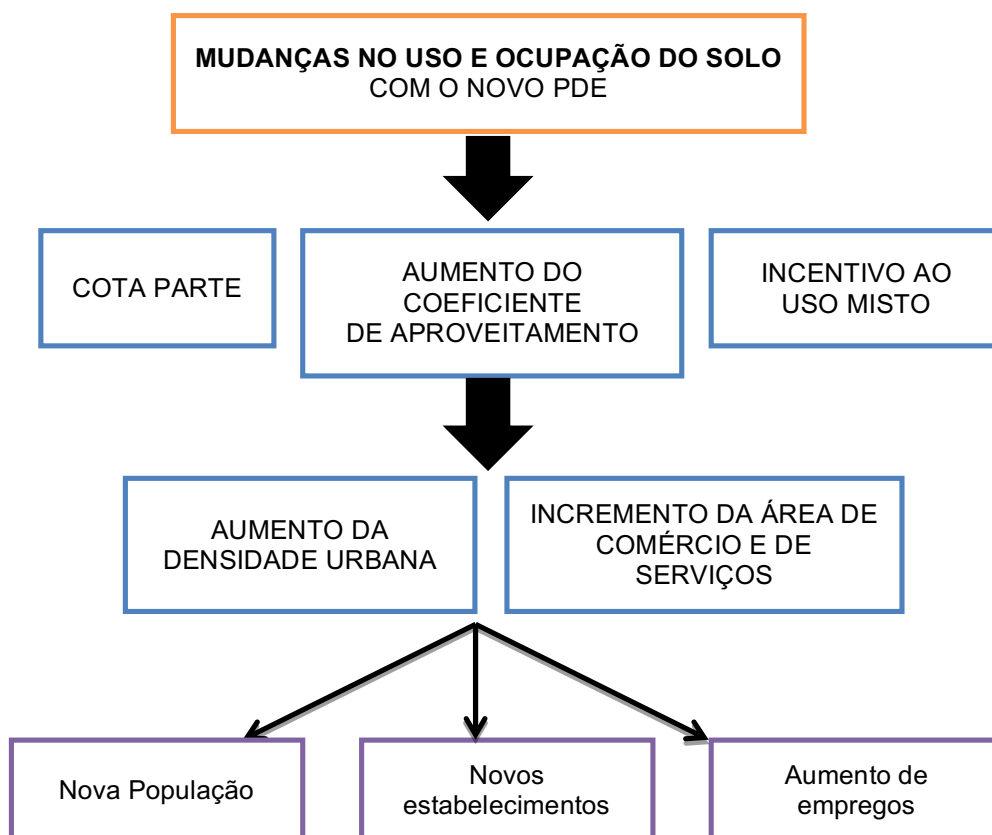 MUDANÇAS NO USO E OCUPAÇÃO DO SOLO
COM O NOVO PDE
COTA PARTE
AUMENTO DO
COEFICIENTE
DE APROVEITAMENTO
INCENTIVO AO
USO MISTO
AUMENTO DA
DENSIDADE URBANA
INCREMENTO DA ÁREA DE
COMÉRCIO E DE
SERVIÇOS
Nova População
Novos
estabelecimentos
Aumento de
empregos